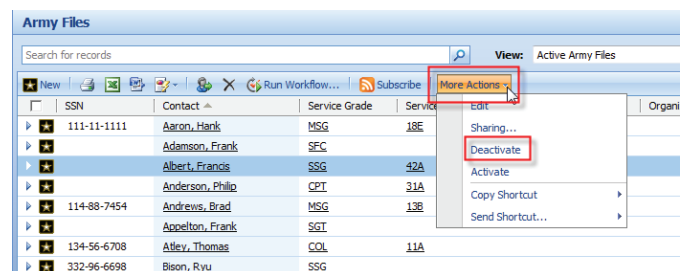 Army Files
Search for records View: Active Army Files
New Run Workflow... Subscribe More Actions
SSN Contact Service Grade Service Organi
Edit
111-11-1111 Aaron, Hank MSG 18E
Sharing...
Adamson, Frank SFC
Deactivate
Albert, Francis SSG 42A
Activate
Anderson, Philip CPT 31A
Copy Shortcut
114-88-7454 Andrews, Brad MSG 13B
Send Shortcut...
Appelton, Frank SGT
134-56-6708 Atley, Thomas COL 11A
332-96-6698 Bison, Ryu SSG